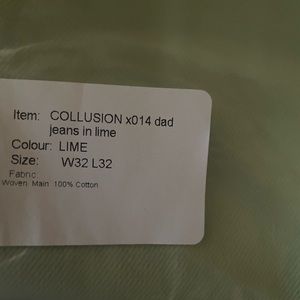 Item: COLLUSION x014 dad
jeans in lime
Colour: LIME
Size: W32 L32
Fabric
Woven Main 100% Cotton